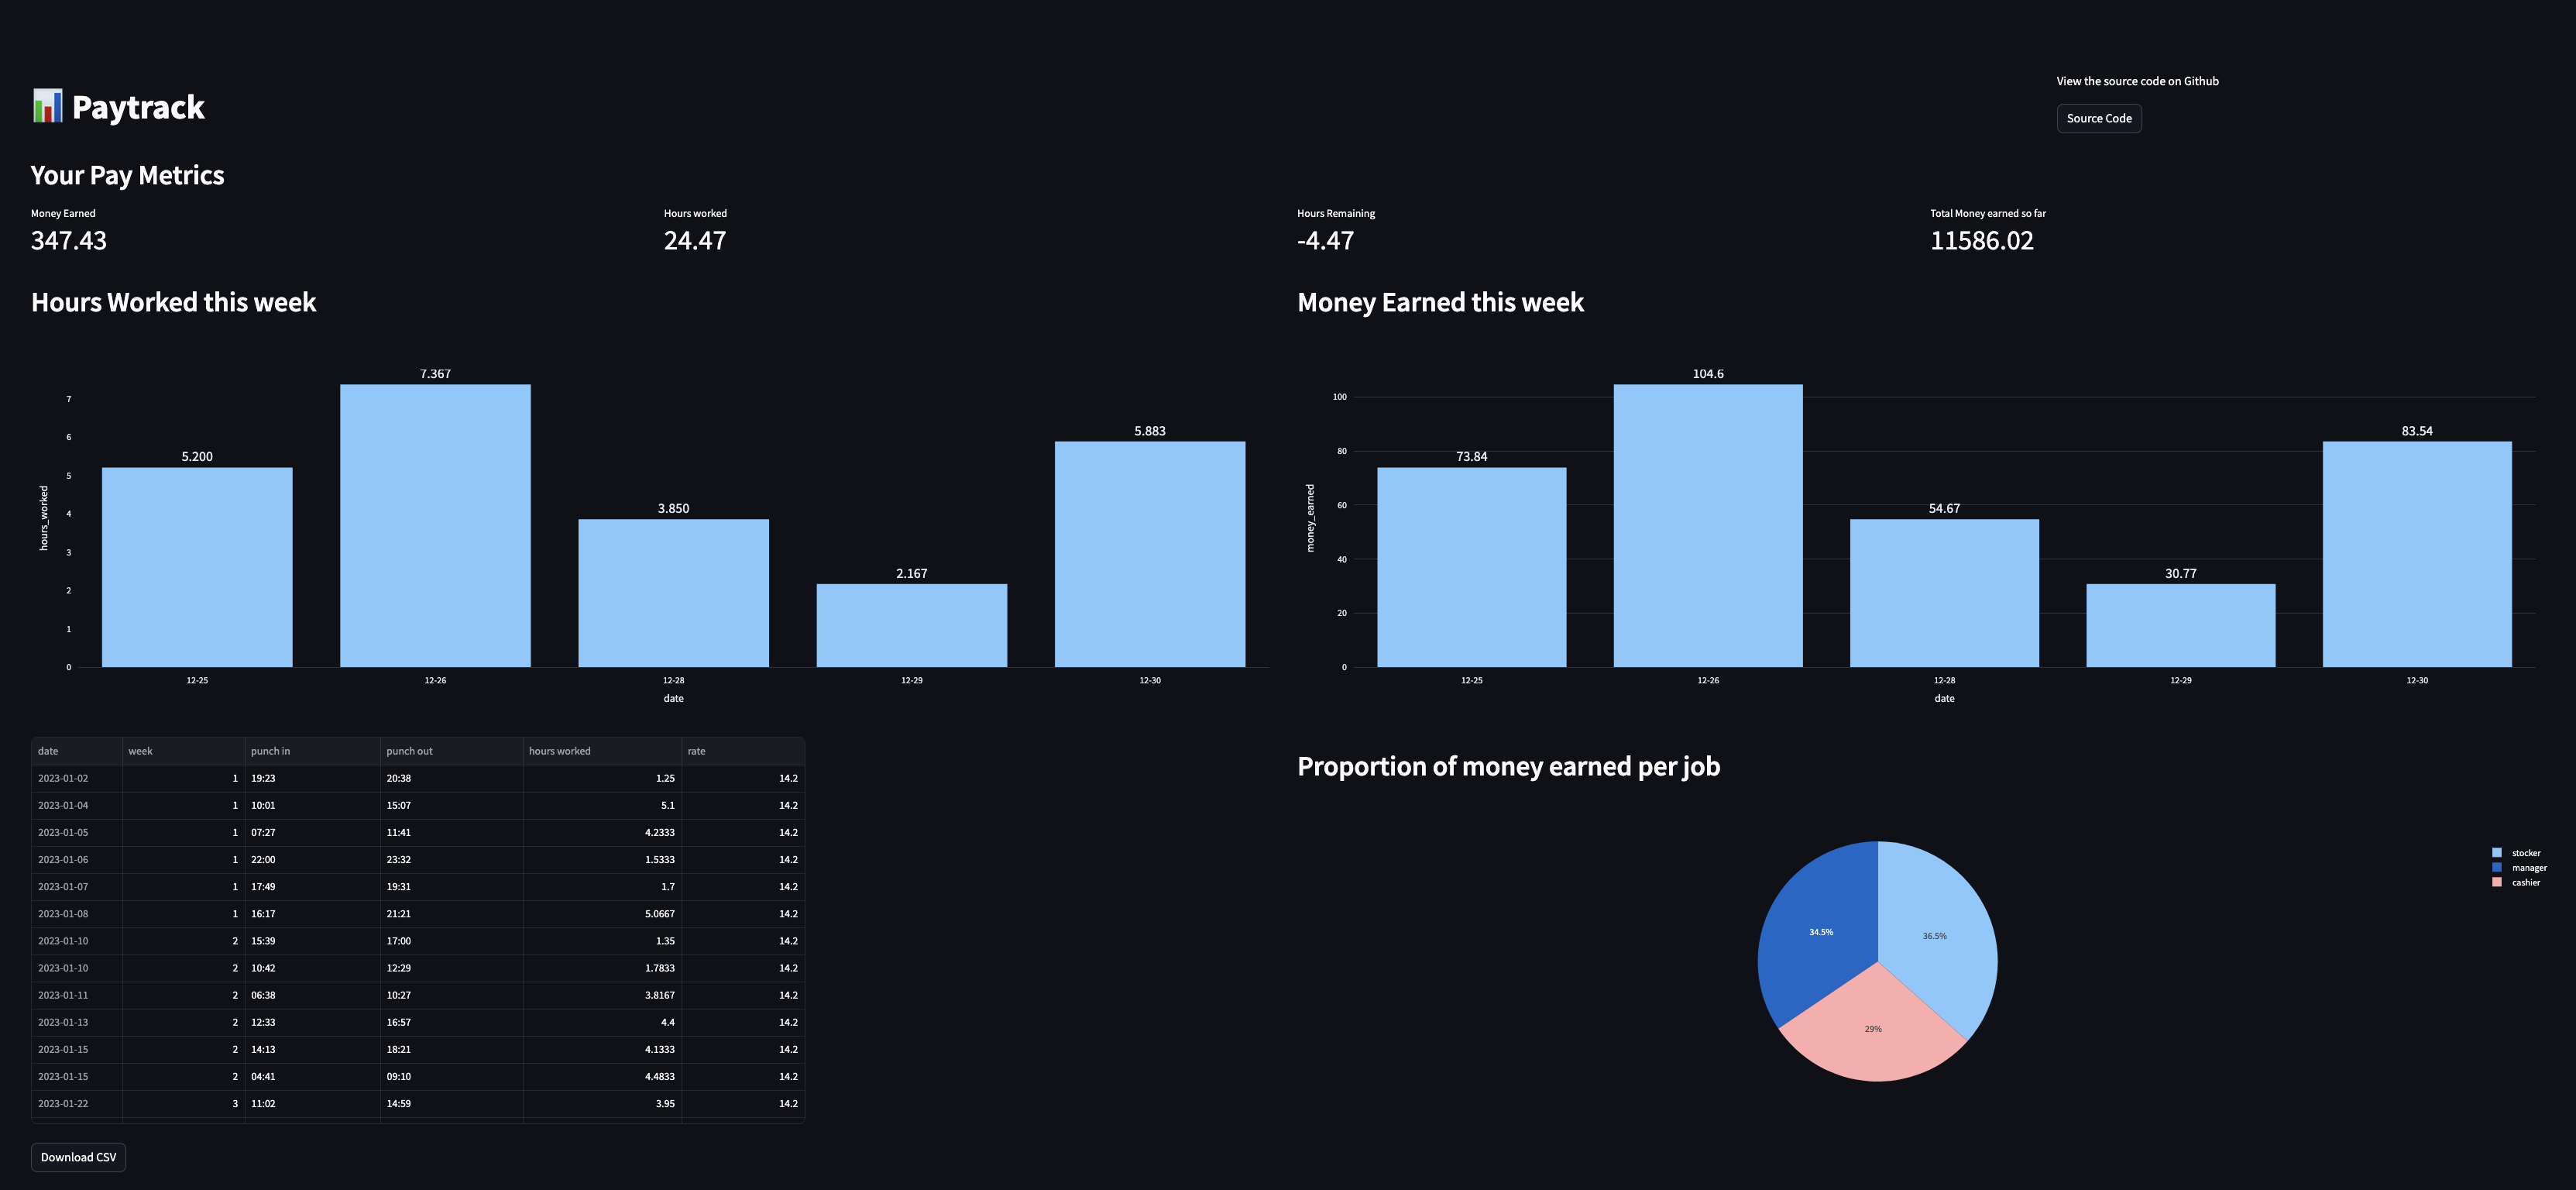 View the source code on Github
Paytrack
Source Code
Your Pay Metrics
Money Earned Hours worked Hours Remaining Total Money earned so far
347.43 24.47 -4.47 11586.02
Hours Worked this week
7.367
7
6
5.883
5.200
5
hours_worked
4
3.850
3
2.167
2
1
0
12-25 12-26 12-28 12-29 12-30
date
Money Earned this week
104.6
100
83.54
80
73.84
money_earned
60
54.67
40
30.77
20
0
12-25 12-26 12-28 12-29 12-30
date
date week punch in punch out hours worked rate
2023-01-02 1 19:23 20:38 1.25 14.2
2023-01-04 1 10:01 15:07 5.1 14.2
2023-01-05 1 07:27 11:41 4.2333 14.2
2023-01-06 1 22:00 23:32 1.5333 14.2
2023-01-07 1 17:49 19:31 1.7 14.2
2023-01-08 1 16:17 21:21 5.0667 14.2
2023-01-10 2 15:39 17:00 1.35 14.2
2023-01-10 2 10:42 12:29 1.7833 14.2
2023-01-11 2 06:38 10:27 3.8167 14.2
2023-01-13 2 12:33 16:57 4.4 14.2
2023-01-15 2 14:13 18:21 4.1333 14.2
2023-01-15 2 04:41 09:10 4.4833 14.2
2023-01-22 3 11:02 14:59 3.95 14.2
Download CSV
Proportion of money earned per job
stocker
manager
cashier
34.5%
36.5%
29%